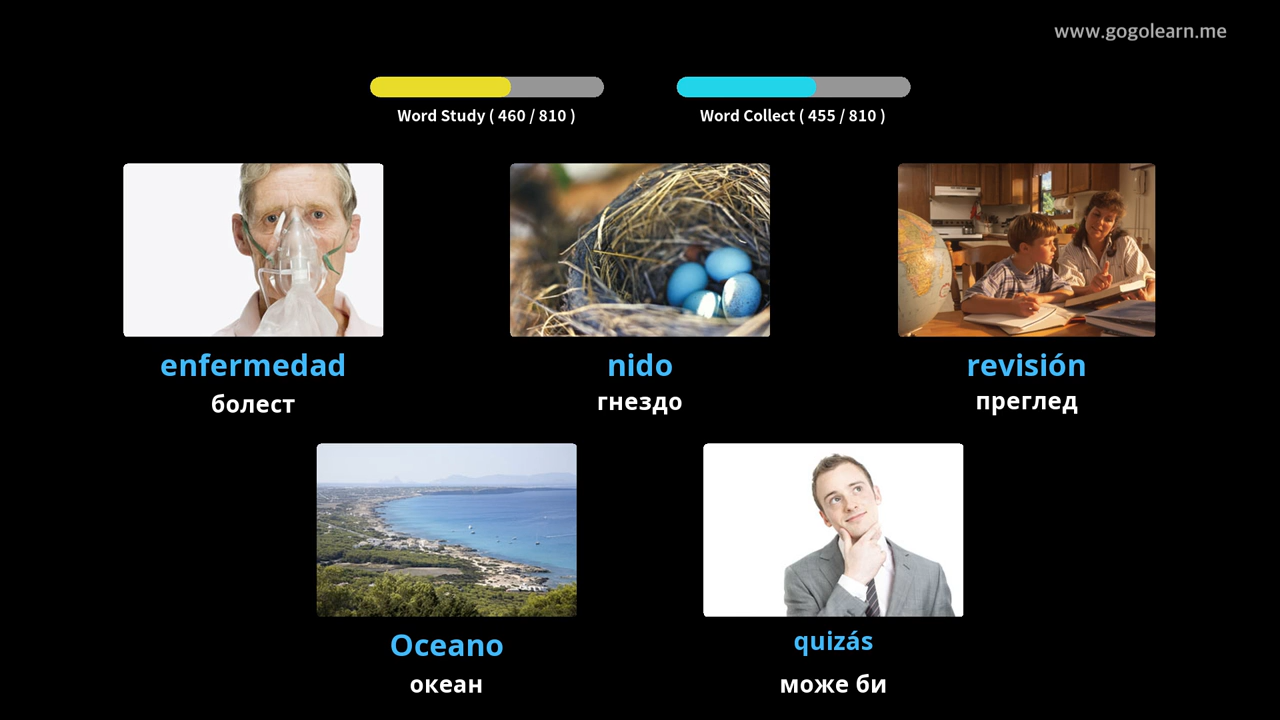 www.gogolearn.me
Word Study ( 460 / 810 )
Word Collect ( 455 / 810 )
enfermedad
болест
nido
гнездо
revisión
преглед
Oceano
океан
quizás
може би